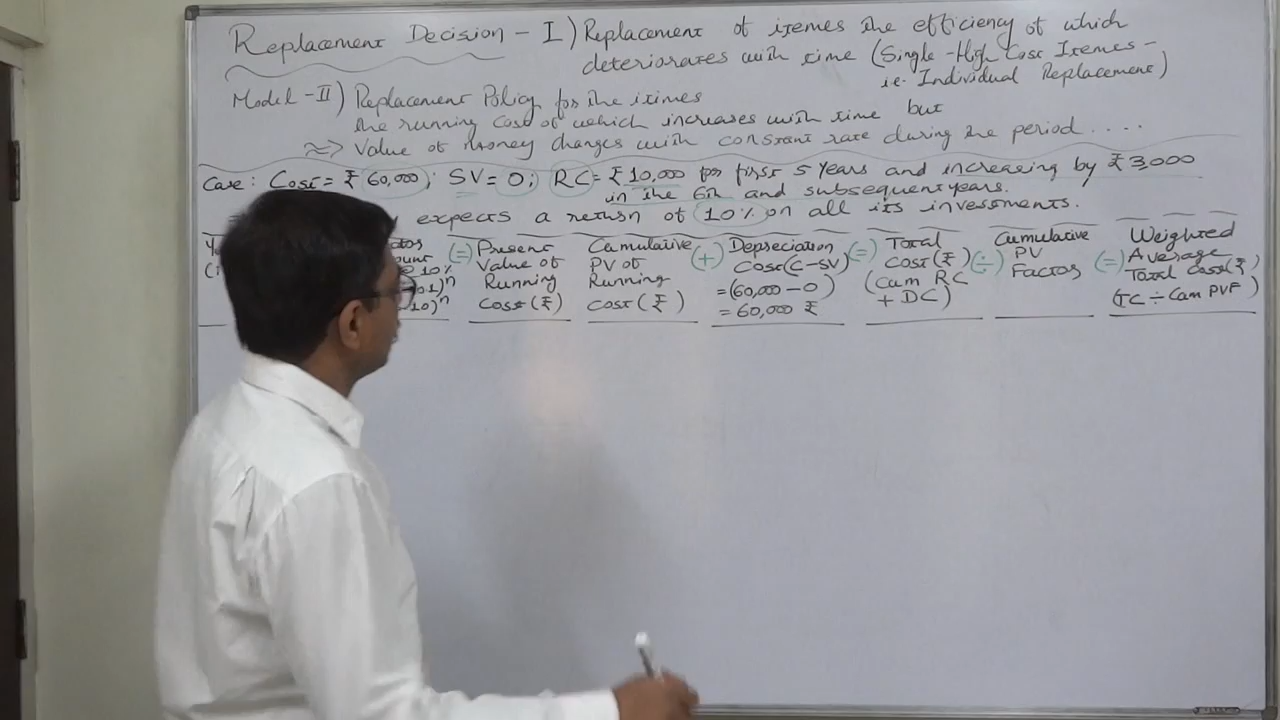 Replacement Decision - I) Replacement of itemes the efficiency of which
deteriorates with time (Single-High Cost Itemes -
ie. Individual Replacement)
Model-II) Replacement Policy for the itimes
the running cost of which increases with time but
Value of Money changes with constant rate during the period....
Case: Cost = ₹ 60,000; SV = 0; RC = ₹ 10,000 for first 5 years and increasing by ₹ 3,000
in the 6th and subsequent years.
expects a return of 10% on all its investments.
(=) Present Value of Running Cost (₹)
Cumulative PV of Running cost (₹)
(+) Depreciation Cost (C-SV) = (60,000 - 0) = 60,000 ₹
(=) Total Cost (₹) (Cum RC + DC)
(÷) Cumulative PV Factor
(=) Weighted Average Total Cost (₹) (TC ÷ Cum PVF)